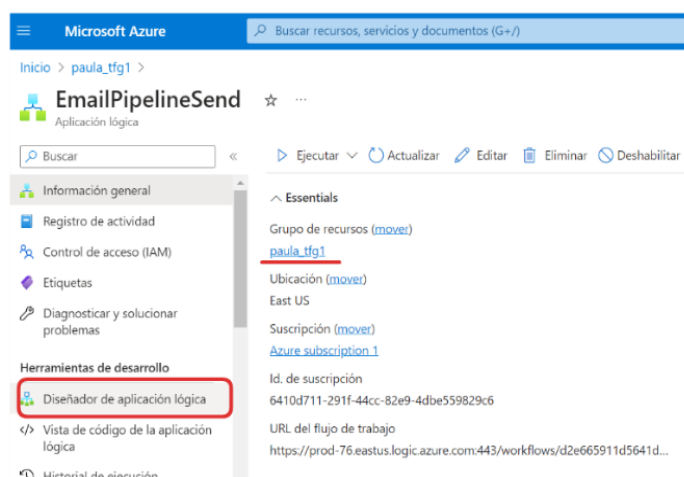 Microsoft Azure
Buscar recursos, servicios y documentos (G+/)
Inicio > paula_tfg1 >
EmailPipelineSend
Aplicación lógica
Buscar
«
Ejecutar
Actualizar
Editar
Eliminar
Deshabilitar
Información general
Registro de actividad
Control de acceso (IAM)
Etiquetas
Diagnosticar y solucionar
problemas
Herramientas de desarrollo
Diseñador de aplicación lógica
Vista de código de la aplicación
lógica
Historial de ejecución
Essentials
Grupo de recursos (mover)
paula_tfg1
Ubicación (mover)
East US
Suscripción (mover)
Azure subscription 1
Id. de suscripción
6410d711-291f-44cc-82e9-4dbe559829c6
URL del flujo de trabajo
https://prod-76.eastus.logic.azure.com:443/workflows/d2e665911d5641d...